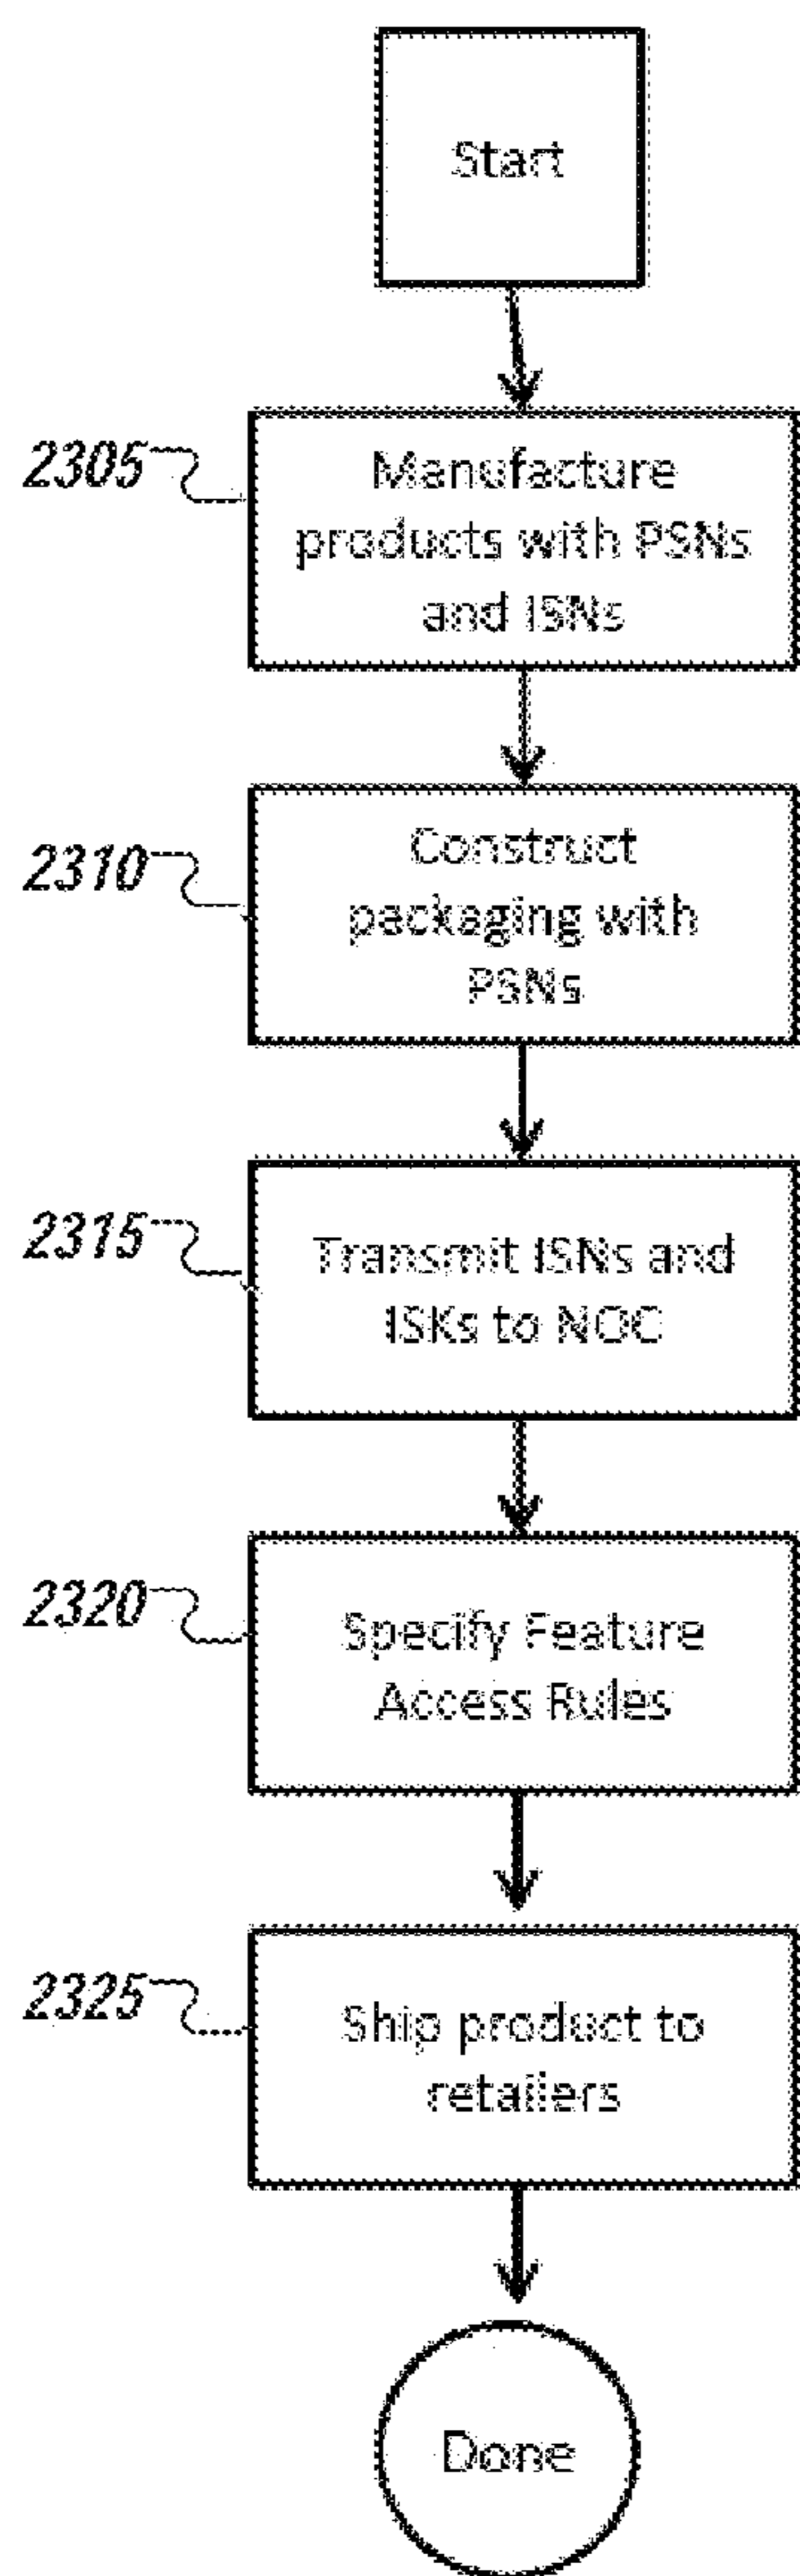 Start
2305
Manufacture
products with PSNs
and ISNs
2310
Construct
packaging with
PSNs
2315
Transmit ISNs and
ISKs to NOC
2320
Specify Feature
Access Rules
2325
Ship product to
retailers
Done